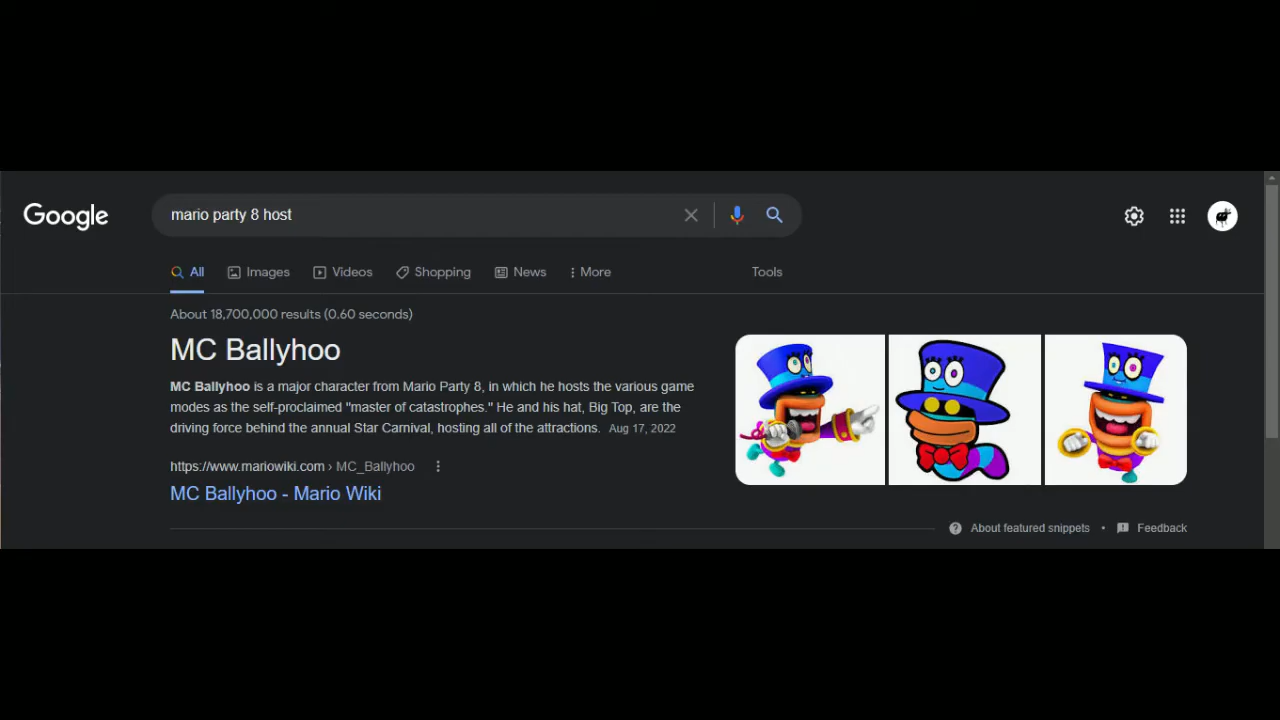 Google
mario party 8 host
All Images Videos Shopping News More Tools
About 18,700,000 results (0.60 seconds)
MC Ballyhoo
MC Ballyhoo is a major character from Mario Party 8, in which he hosts the various game
modes as the self-proclaimed "master of catastrophes." He and his hat, Big Top, are the
driving force behind the annual Star Carnival, hosting all of the attractions. Aug 17, 2022
https://www.mariowiki.com › MC_Ballyhoo
MC Ballyhoo - Mario Wiki
About featured snippets • Feedback